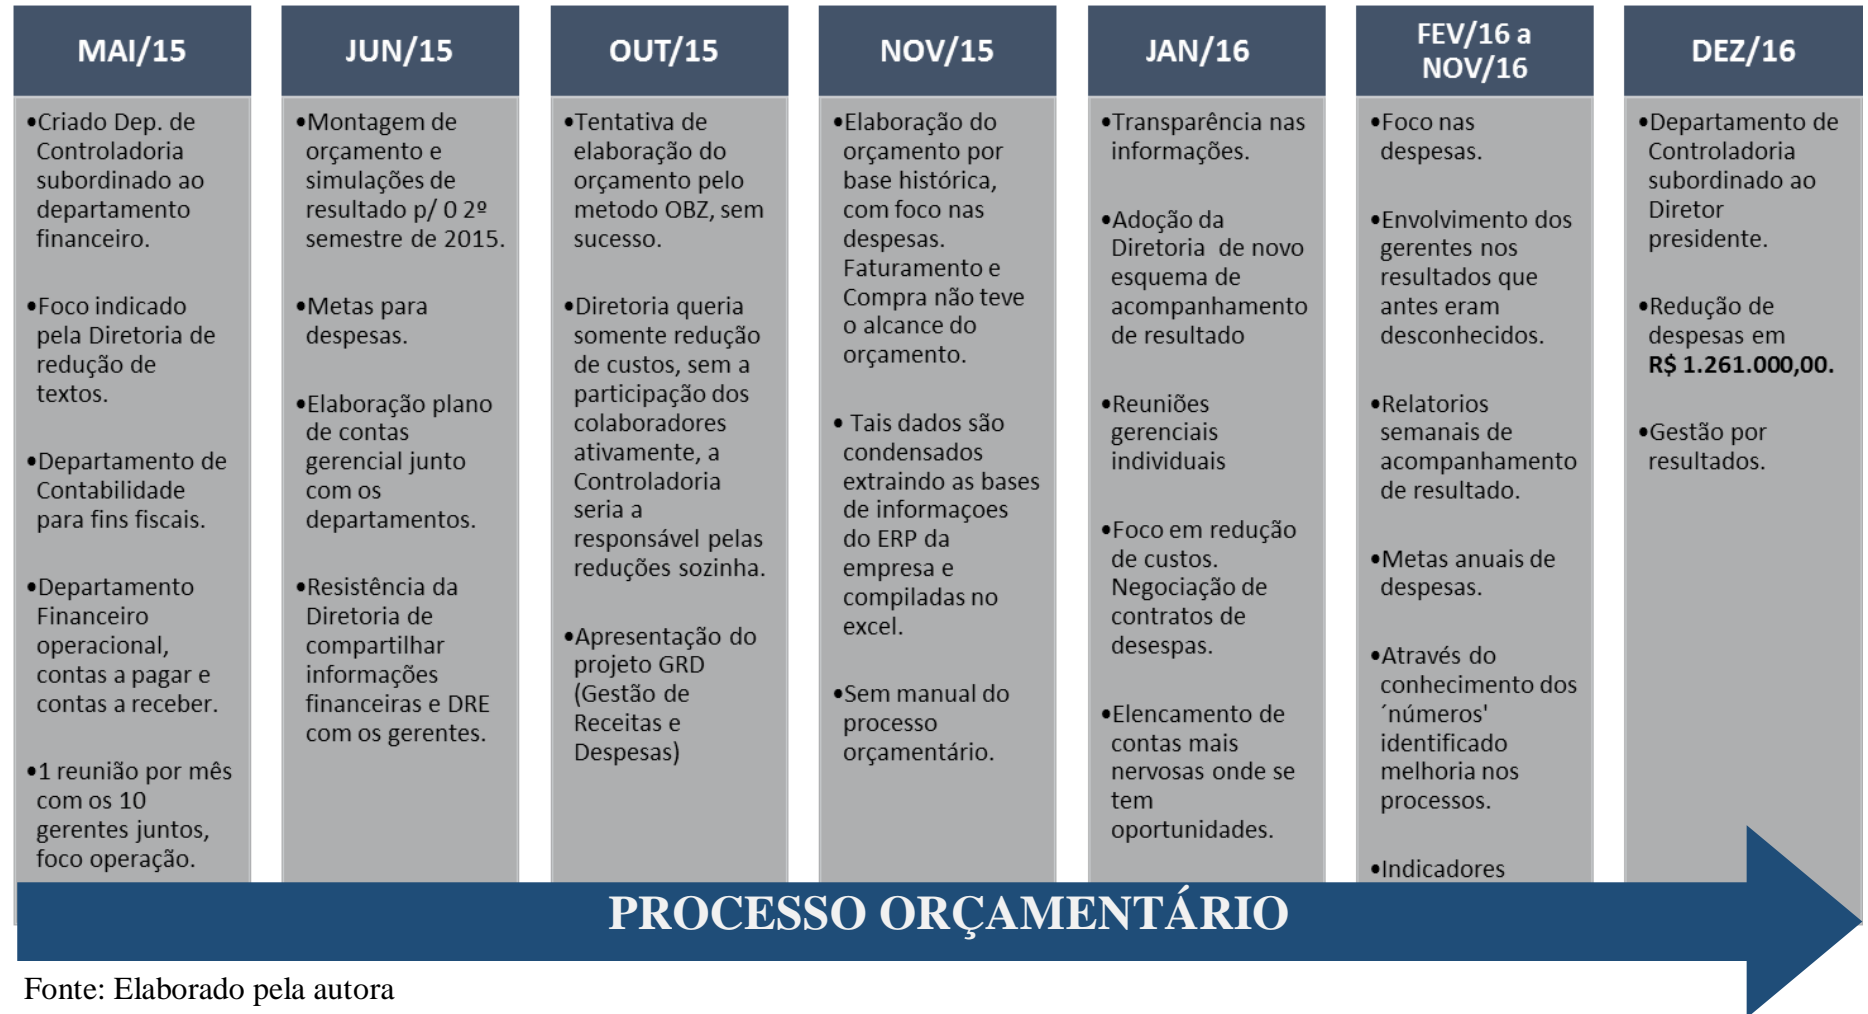 MAI/15
•Criado Dep. de
Controladoria
subordinado ao
departamento
financeiro.
•Foco indicado
pela Diretoria de
redução de
textos.
•Departamento de
Contabilidade
para fins fiscais.
•Departamento
Financeiro
operacional,
contas a pagar e
contas a receber.
•1 reunião por mês
com os 10
gerentes juntos,
foco operação.
JUN/15
•Montagem de
orçamento e
simulações de
resultado p/ 0 2º
semestre de 2015.
•Metas para
despesas.
•Elaboração plano
de contas
gerencial junto
com os
departamentos.
•Resistência da
Diretoria de
compartilhar
informações
financeiras e DRE
com os gerentes.
OUT/15
•Tentativa de
elaboração do
orçamento pelo
metodo OBZ, sem
sucesso.
•Diretoria queria
somente redução
de custos, sem a
participação dos
colaboradores
ativamente, a
Controladoria
seria a
responsável pelas
reduções sozinha.
•Apresentação do
projeto GRD
(Gestão de
Receitas e
Despesas)
NOV/15
•Elaboração do
orçamento por
base histórica,
com foco nas
despesas.
Faturamento e
Compra não teve
o alcance do
orçamento.
• Tais dados são
condensados
extraindo as bases
de informaçoes
do ERP da
empresa e
compiladas no
excel.
•Sem manual do
processo
orçamentário.
JAN/16
•Transparência nas
informações.
•Adoção da
Diretoria de novo
esquema de
acompanhamento
de resultado
•Reuniões
gerenciais
individuais
•Foco em redução
de custos.
Negociação de
contratos de
desespas.
•Elencamento de
contas mais
nervosas onde se
tem
oportunidades.
FEV/16 a
NOV/16
•Foco nas
despesas.
•Envolvimento dos
gerentes nos
resultados que
antes eram
desconhecidos.
•Relatorios
semanais de
acompanhamento
de resultado.
•Metas anuais de
despesas.
•Através do
conhecimento dos
´números'
identificado
melhoria nos
processos.
•Indicadores
DEZ/16
•Departamento de
Controladoria
subordinado ao
Diretor
presidente.
•Redução de
despesas em
R$ 1.261.000,00.
•Gestão por
resultados.
PROCESSO ORÇAMENTÁRIO
Fonte: Elaborado pela autora